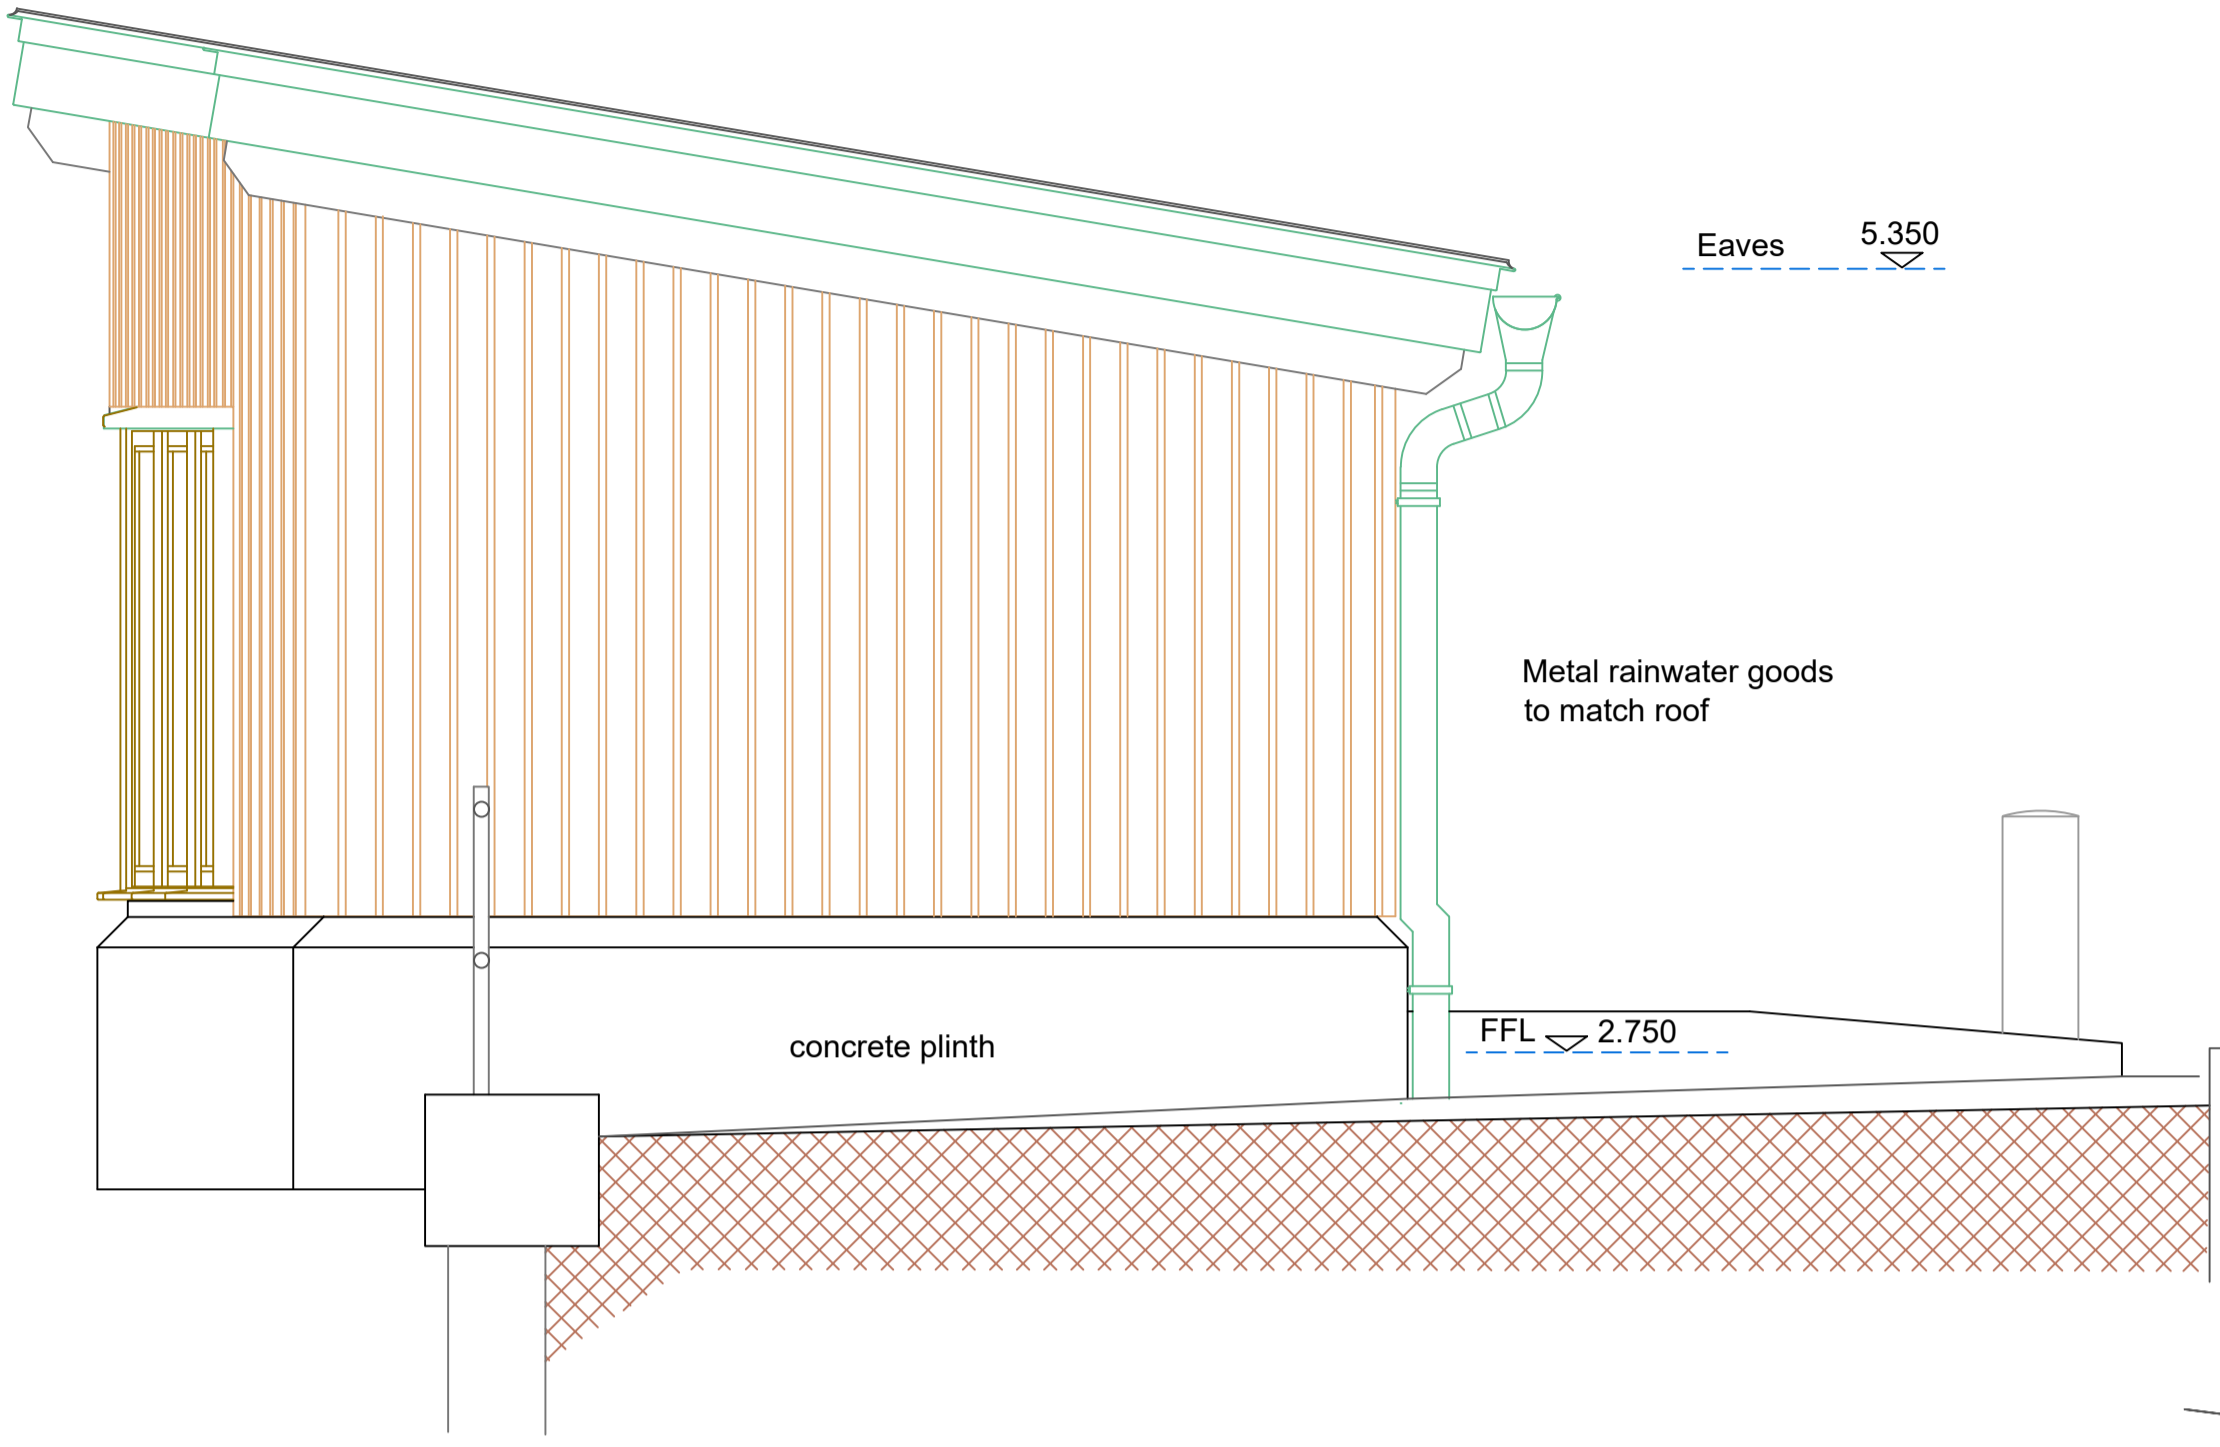 Eaves 5.350
Metal rainwater goods
to match roof
FFL 2.750
concrete plinth